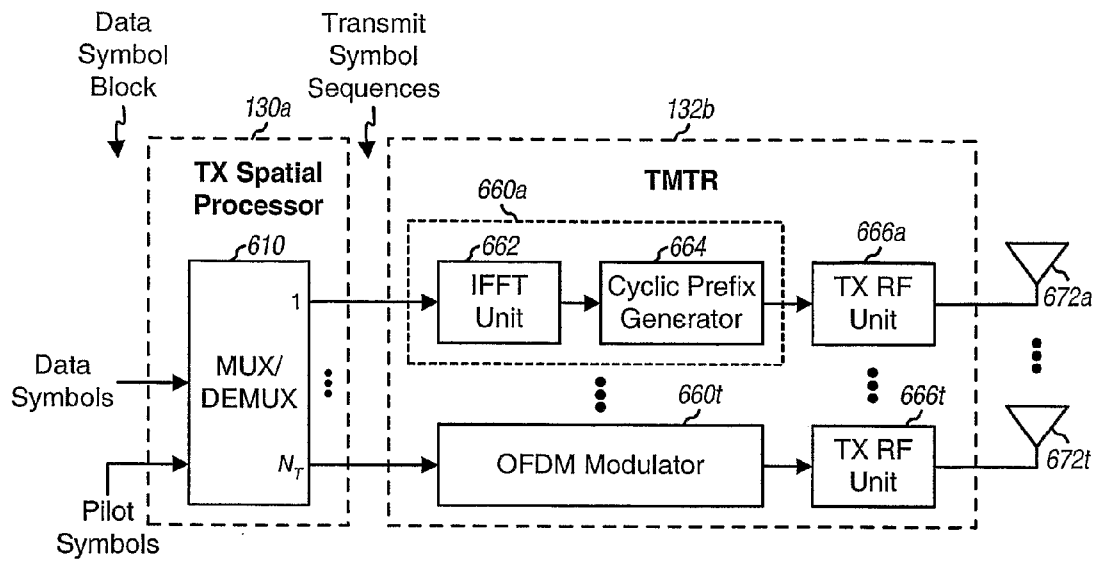 Data
Symbol
Block
Transmit
Symbol
Sequences
130a
132b
TX Spatial
Processor
TMTR
660a
610
662
664
666a
1
IFFT
Unit
Cyclic Prefix
Generator
TX RF
Unit
672a
Data
Symbols
MUX/
DEMUX
660t
666t
N_T
OFDM Modulator
TX RF
Unit
672t
Pilot
Symbols